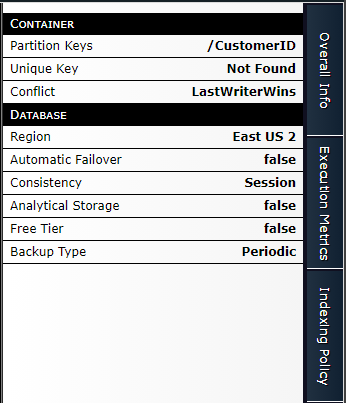 Container
Partition Keys /CustomerID
Unique Key Not Found
Conflict LastWriterWins
Database
Region East US 2
Automatic Failover false
Consistency Session
Analytical Storage false
Free Tier false
Backup Type Periodic
Overall Info
Execution Metrics
Indexing Policy